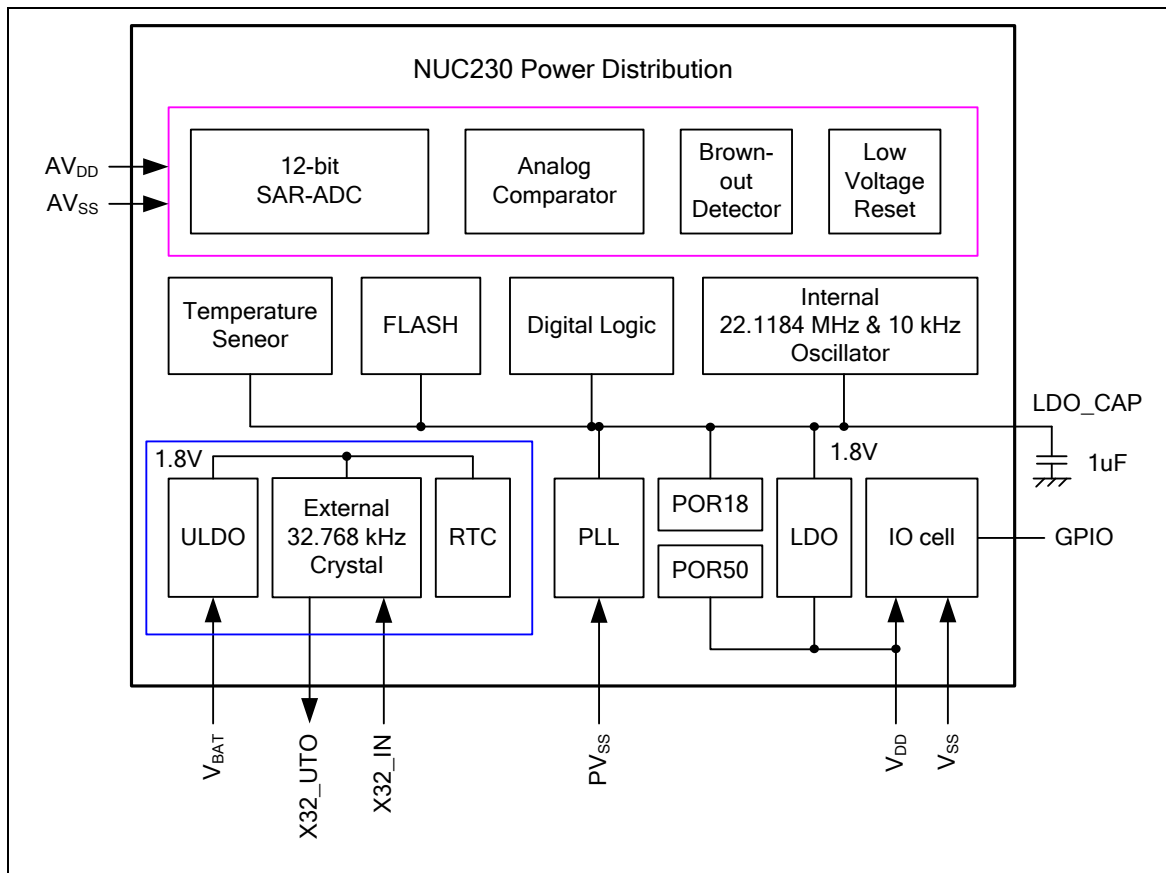 NUC230 Power Distribution
AVDD
AVSS
12-bit
SAR-ADC
Analog
Comparator
Brown-
out
Detector
Low
Voltage
Reset
Temperature
Seneor
FLASH
Digital Logic
Internal
22.1184 MHz & 10 kHz
Oscillator
LDO_CAP
1uF
1.8V
1.8V
ULDO
External
32.768 kHz
Crystal
RTC
PLL
POR18
POR50
LDO
IO cell
GPIO
VBAT
X32_UTO
X32_IN
PVSS
VDD
VSS